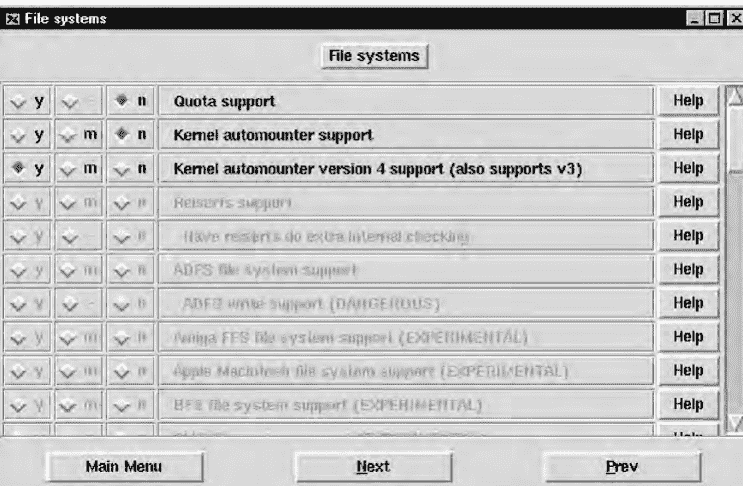 File systems
File systems
y - n Quota support Help
y m n Kernel automounter support Help
y m n Kernel automounter version 4 support (also supports v3) Help
y m n Reiserfs support Help
y - n Have reiserfs do extra internal checking Help
y m n ADFS file system support Help
y - n ADFS write support (DANGEROUS) Help
y m n Amiga FFS file system support (EXPERIMENTAL) Help
y m n Apple Macintosh file system support (EXPERIMENTAL) Help
y m n BFS file system support (EXPERIMENTAL) Help
Main Menu Next Prev